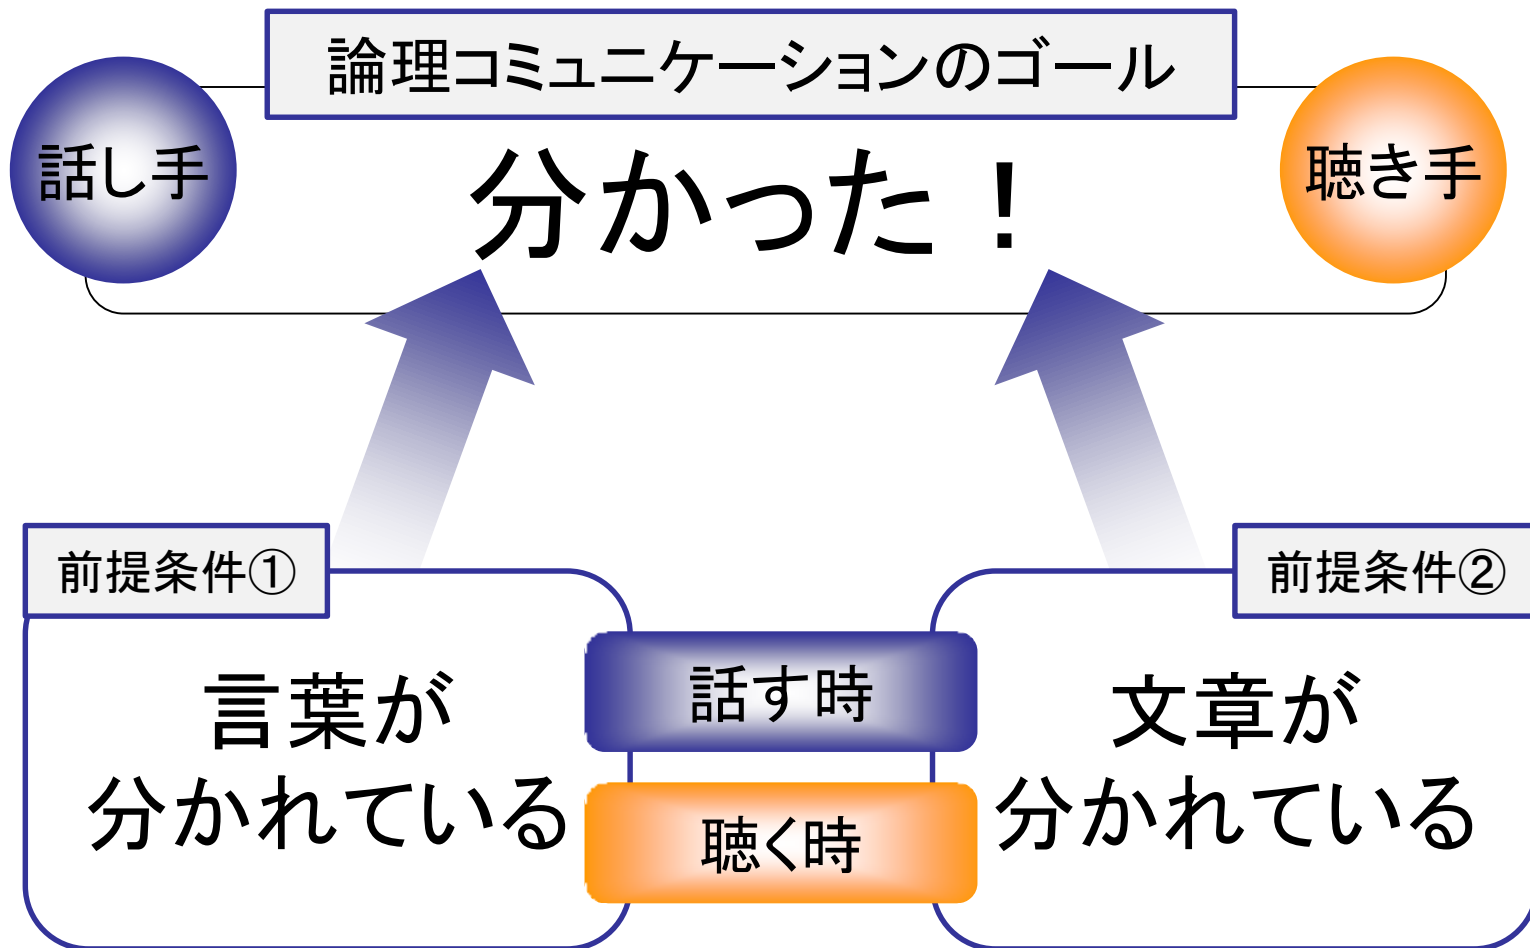 論理コミュニケーションのゴール
話し手
分かった！
聴き手
前提条件①
前提条件②
言葉が
分かれている
話す時
聴く時
文章が
分かれている